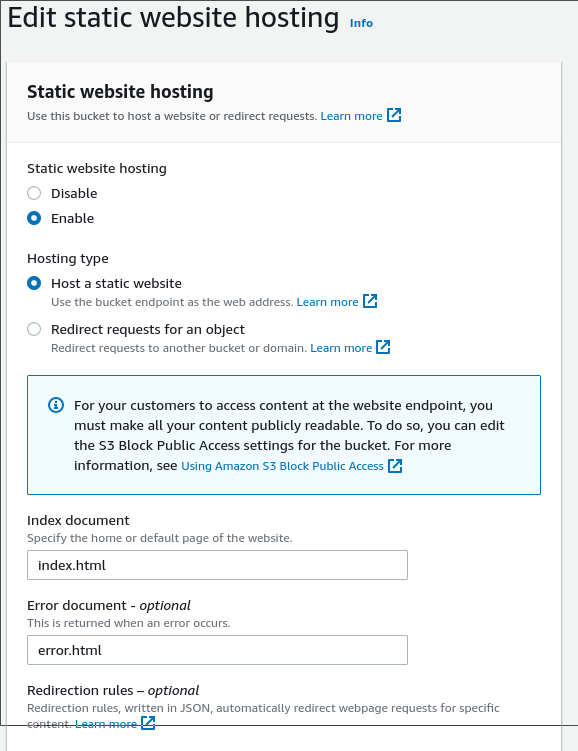 Edit static website hosting Info
Static website hosting
Use this bucket to host a website or redirect requests. Learn more
Static website hosting
Disable
Enable
Hosting type
Host a static website
Use the bucket endpoint as the web address. Learn more
Redirect requests for an object
Redirect requests to another bucket or domain. Learn more
For your customers to access content at the website endpoint, you
must make all your content publicly readable. To do so, you can edit
the S3 Block Public Access settings for the bucket. For more
information, see Using Amazon S3 Block Public Access
Index document
Specify the home or default page of the website.
index.html
Error document - optional
This is returned when an error occurs.
error.html
Redirection rules – optional
Redirection rules, written in JSON, automatically redirect webpage requests for specific
content. Learn more